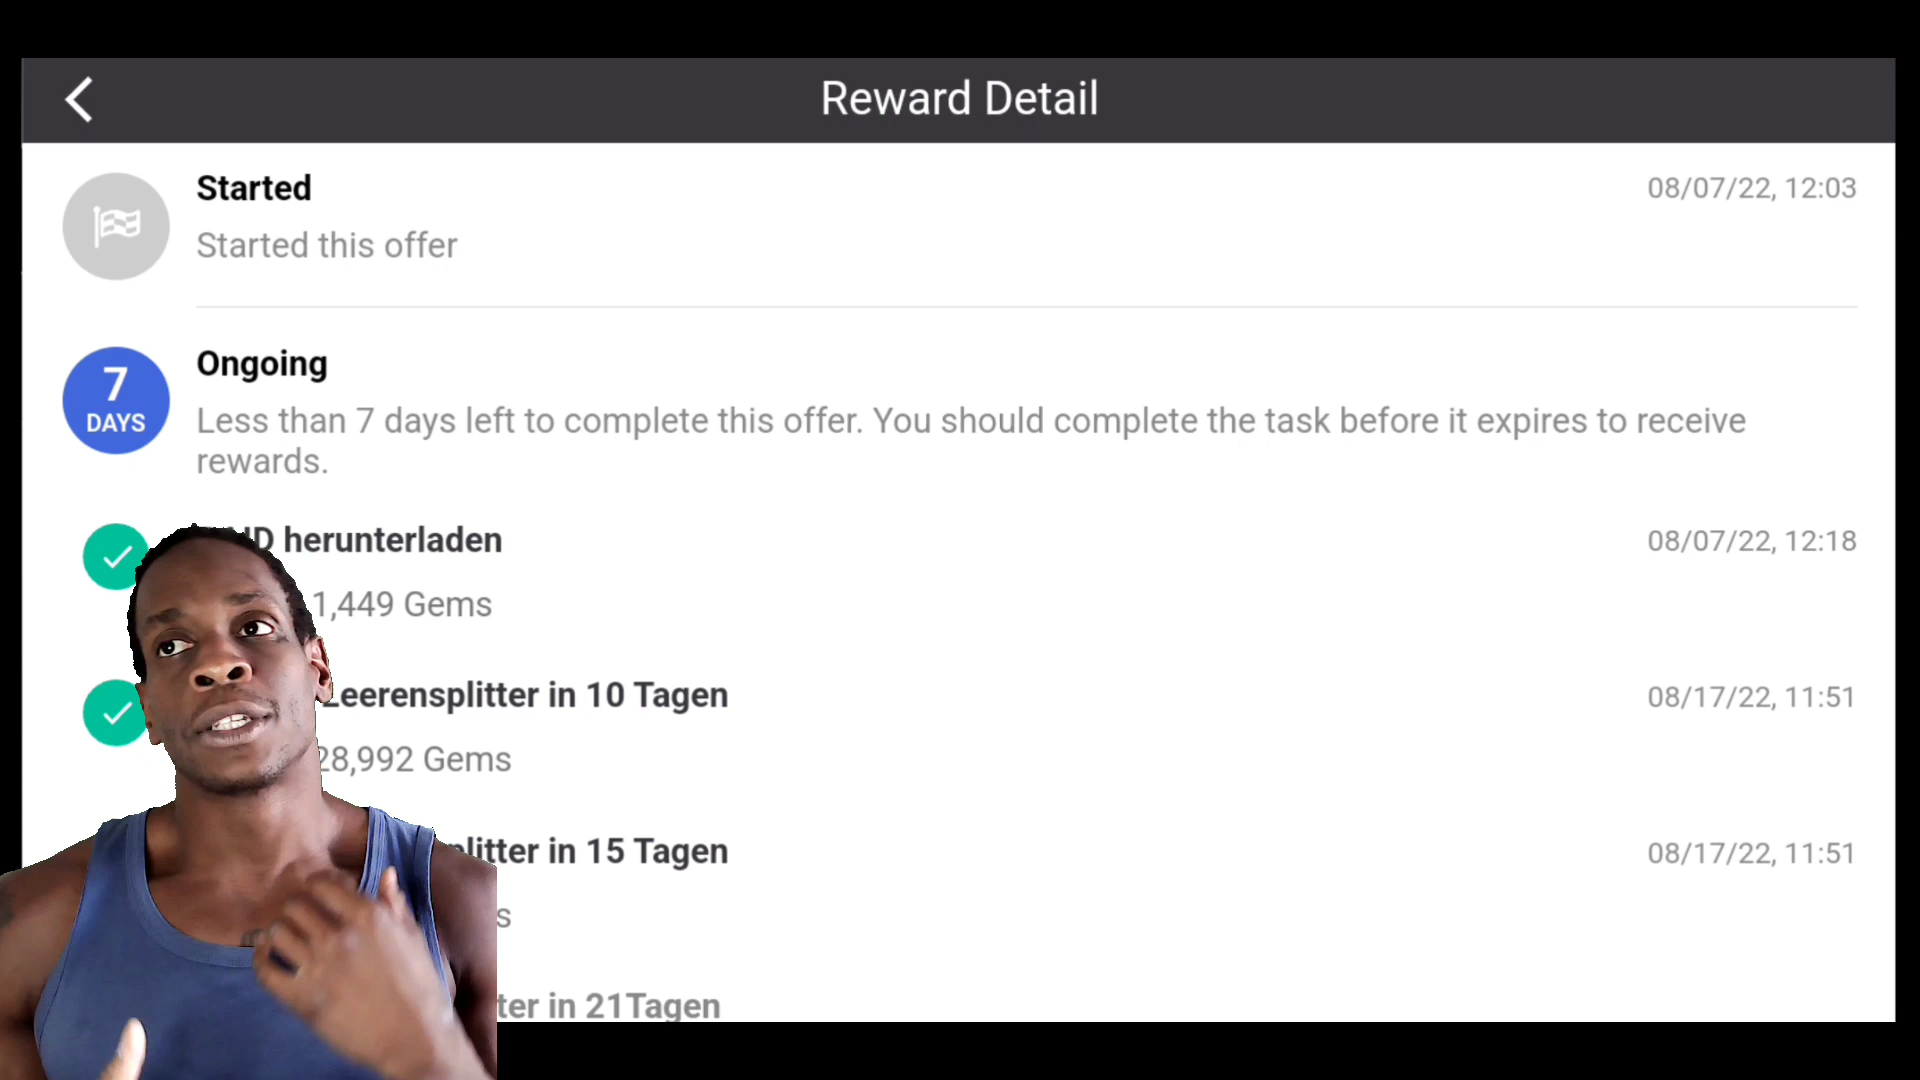 Reward Detail
Started
08/07/22, 12:03
Started this offer
7
DAYS
Ongoing
Less than 7 days left to complete this offer. You should complete the task before it expires to receive
rewards.
herunterladen
08/07/22, 12:18
1,449 Gems
Leerensplitter in 10 Tagen
08/17/22, 11:51
28,992 Gems
in 15 Tagen
08/17/22, 11:51
in 21Tagen